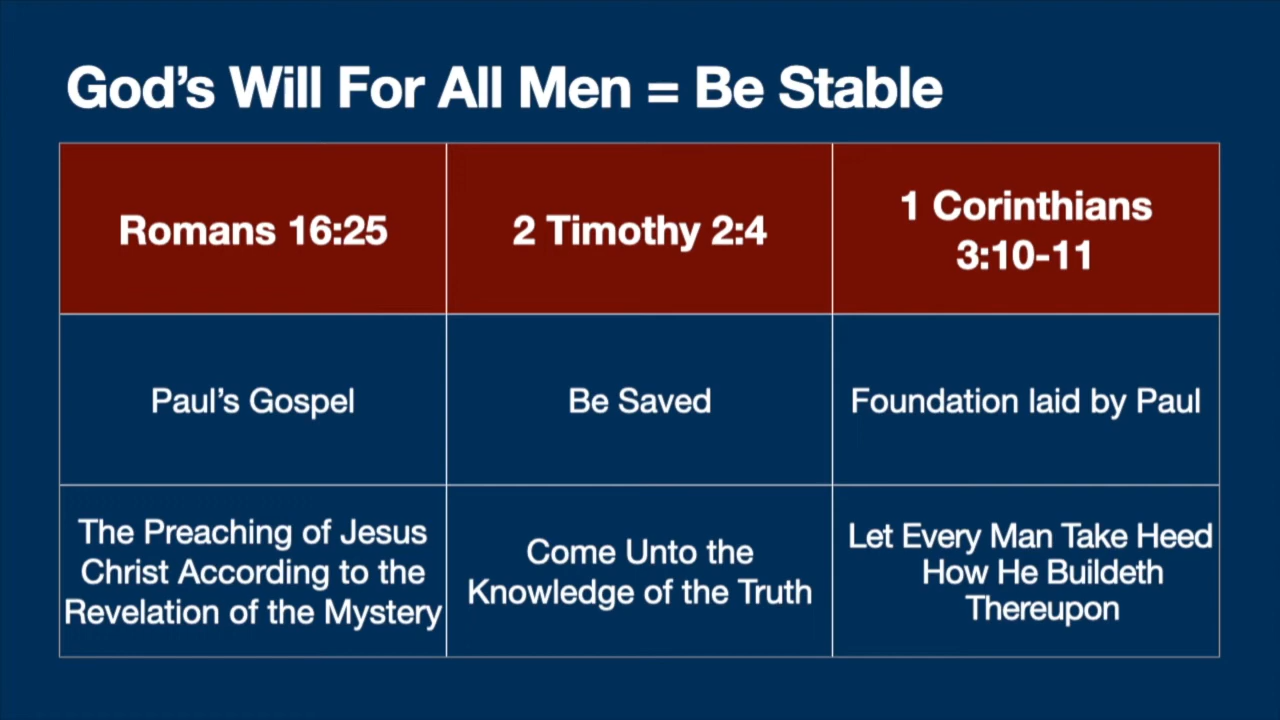 God’s Will For All Men = Be Stable
Romans 16:25
2 Timothy 2:4
1 Corinthians
3:10-11
Paul’s Gospel
Be Saved
Foundation laid by Paul
The Preaching of Jesus
Christ According to the
Revelation of the Mystery
Come Unto the
Knowledge of the Truth
Let Every Man Take Heed
How He Buildeth
Thereupon